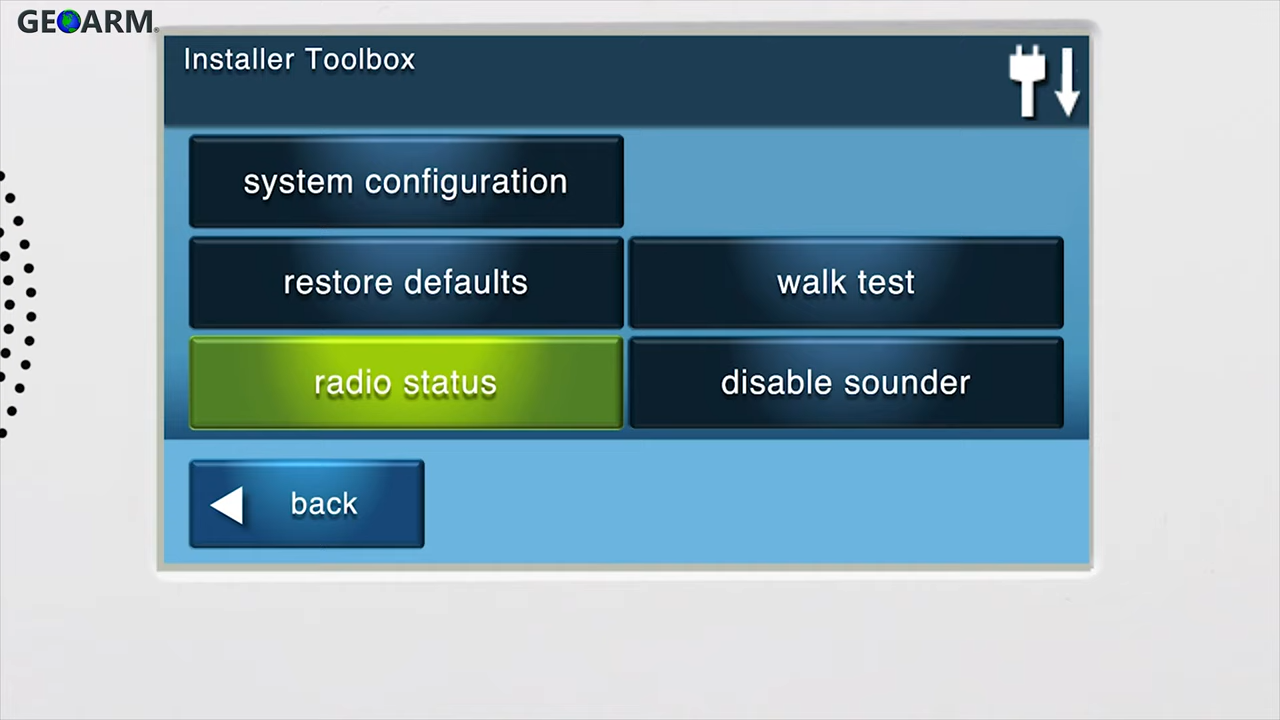 GEOARM®
Installer Toolbox
system configuration
restore defaults
walk test
radio status
disable sounder
back